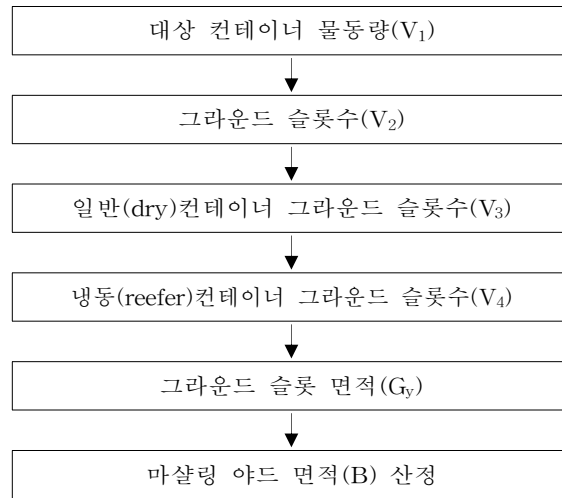 대상 컨테이너 물동량(V₁)
그라운드 슬롯수(V₂)
일반(dry)컨테이너 그라운드 슬롯수(V₃)
냉동(reefer)컨테이너 그라운드 슬롯수(V₄)
그라운드 슬롯 면적(Gᵧ)
마샬링 야드 면적(B) 산정